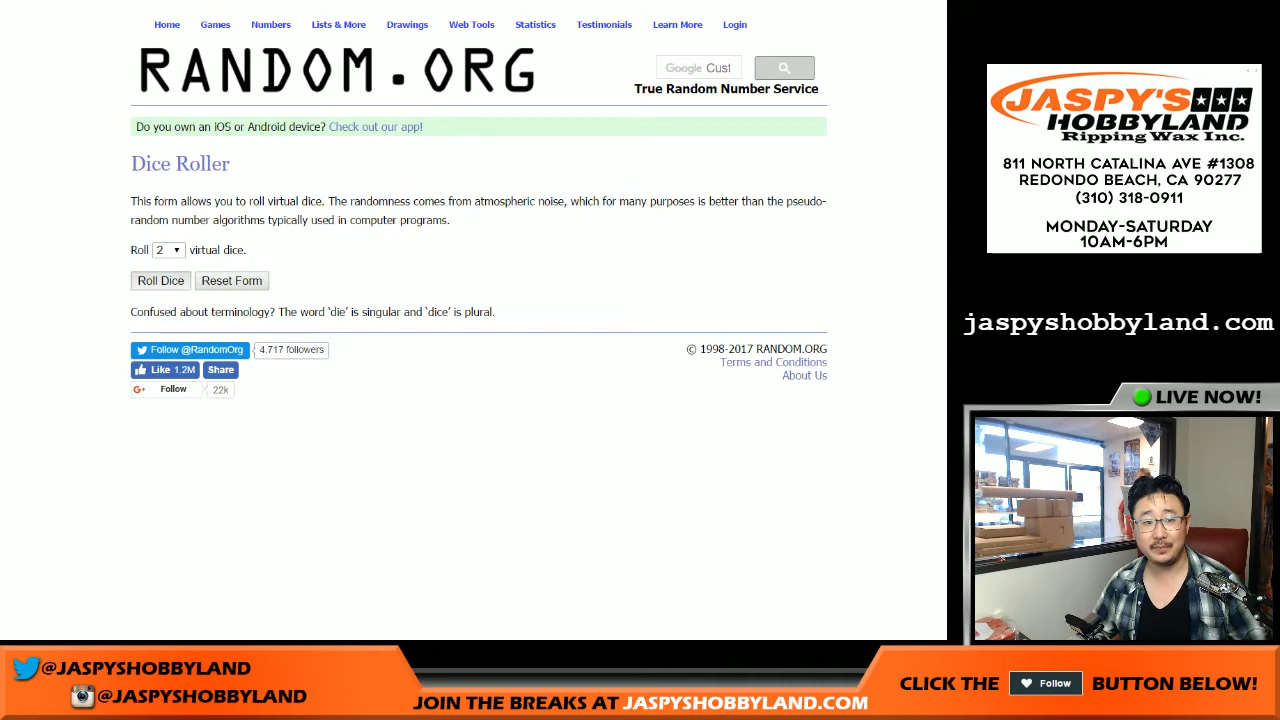 Home Games Numbers Lists & More Drawings Web Tools Statistics Testimonials Learn More Login
RANDOM.ORG
Google Cust
True Random Number Service
Do you own an iOS or Android device? Check out our app!
Dice Roller
This form allows you to roll virtual dice. The randomness comes from atmospheric noise, which for many purposes is better than the pseudo-
random number algorithms typically used in computer programs.
Roll 2 virtual dice.
Roll Dice Reset Form
Confused about terminology? The word ‘die’ is singular and ‘dice’ is plural.
Follow @RandomOrg 4,717 followers
Like 1.2M Share
G+ Follow 22k
© 1998-2017 RANDOM.ORG
Terms and Conditions
About Us
JASPY'S
HOBBYLAND
Ripping Wax Inc.
811 NORTH CATALINA AVE #1308
REDONDO BEACH, CA 90277
(310) 318-0911
MONDAY-SATURDAY
10AM-6PM
jaspyshobbyland.com
LIVE NOW!
@JASPYSHOBBYLAND
@JASPYSHOBBYLAND
JOIN THE BREAKS AT JASPYSHOBBYLAND.COM
CLICK THE Follow BUTTON BELOW!